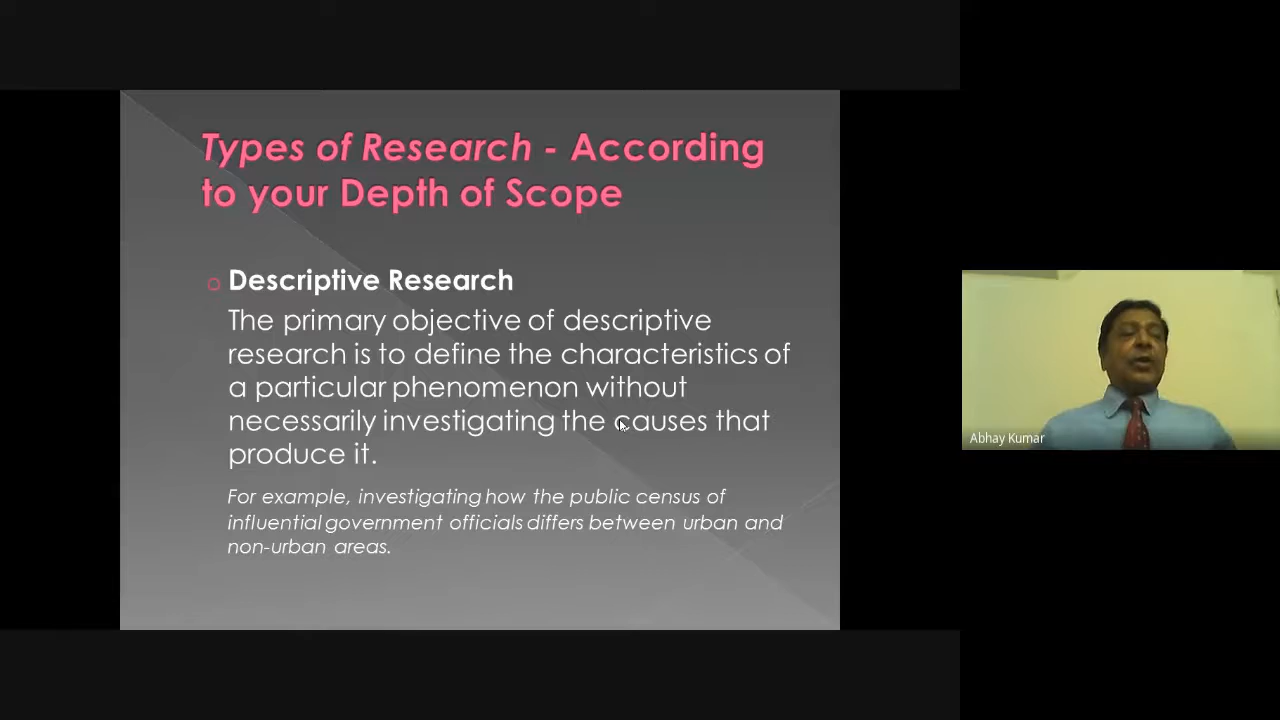 Types of Research - According
to your Depth of Scope
Descriptive Research
The primary objective of descriptive
research is to define the characteristics of
a particular phenomenon without
necessarily investigating the causes that
produce it.
For example, investigating how the public census of
influential government officials differs between urban and
non-urban areas.
Abhay Kumar